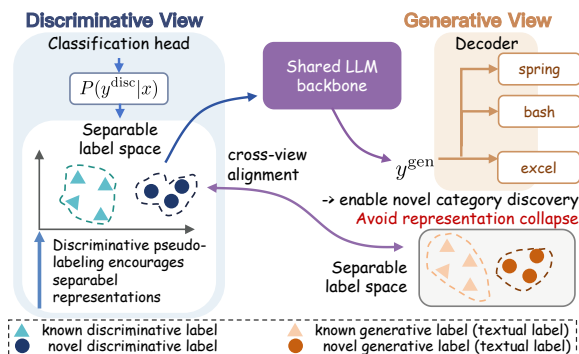 Discriminative View
Generative View
Classification head
P(y^disc|x)
Separable
label space
Discriminative pseudo-
labeling encourages
separabel
representations
Shared LLM
backbone
cross-view
alignment
Decoder
spring
bash
excel
y^gen
-> enable novel category discovery
Avoid representation collapse
Separable
label space
known discriminative label
novel discriminative label
known generative label (textual label)
novel generative label (textual label)